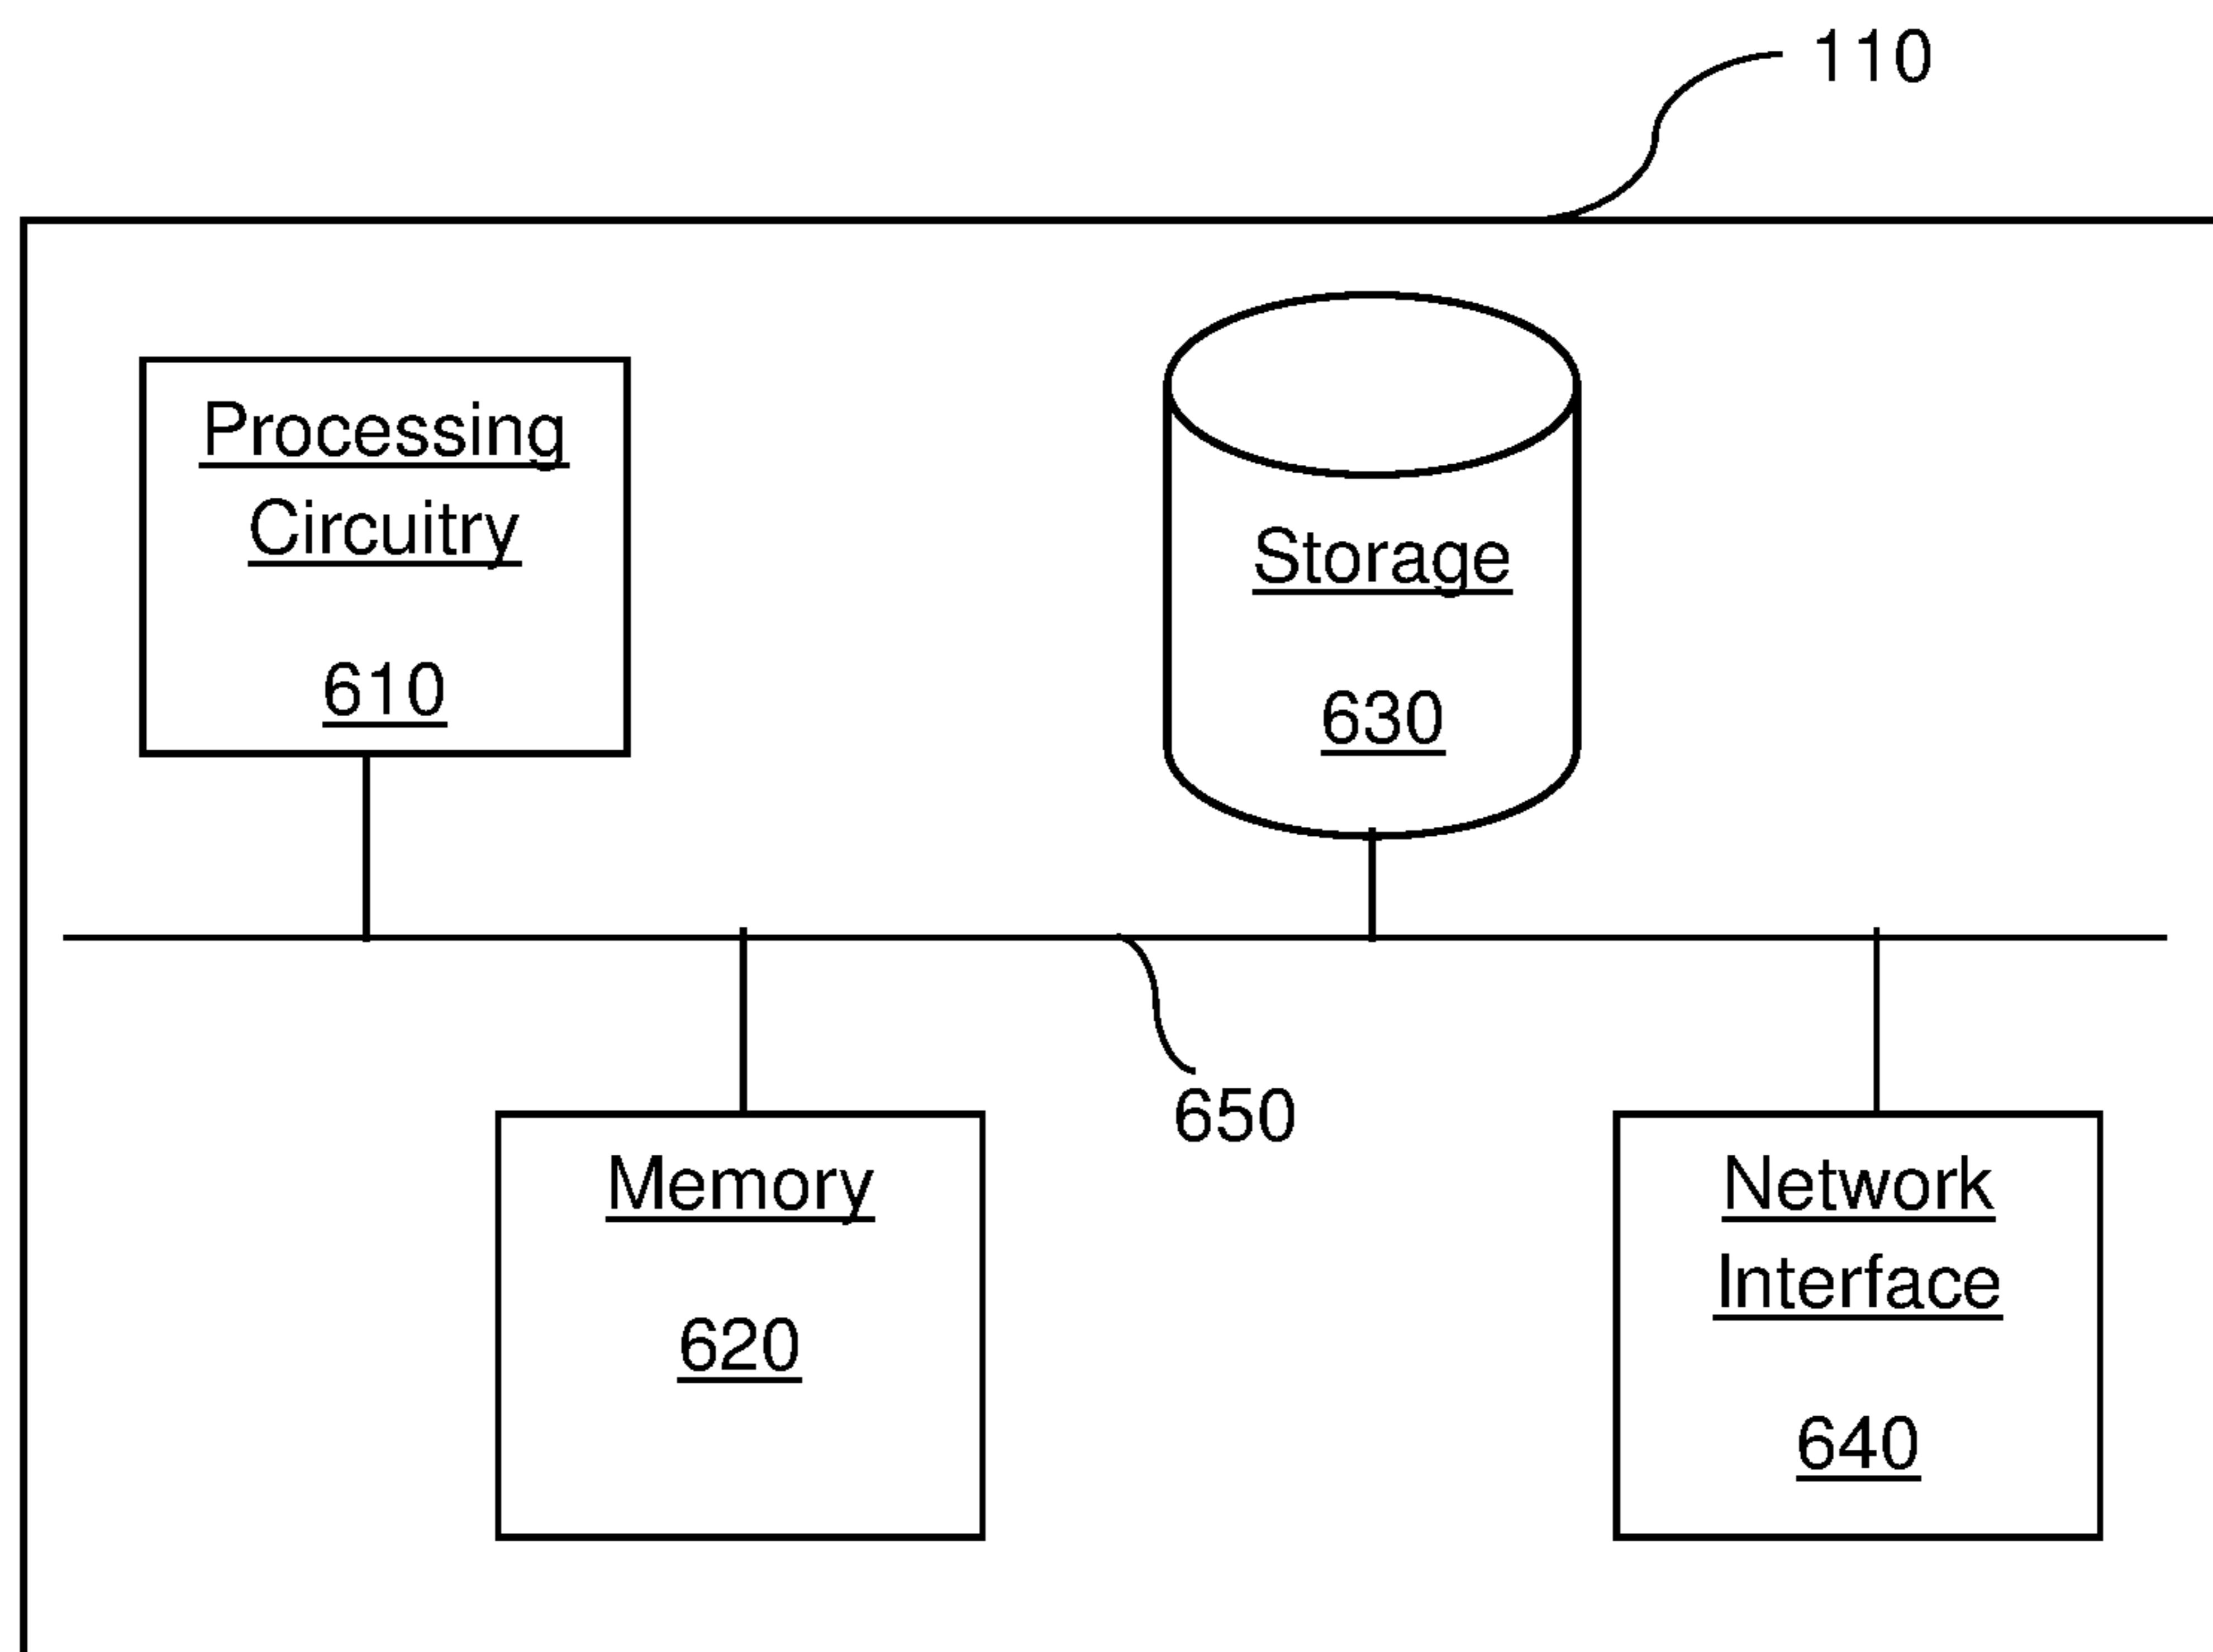 110
Processing
Circuitry
610
Storage
630
650
Memory
620
Network
Interface
640